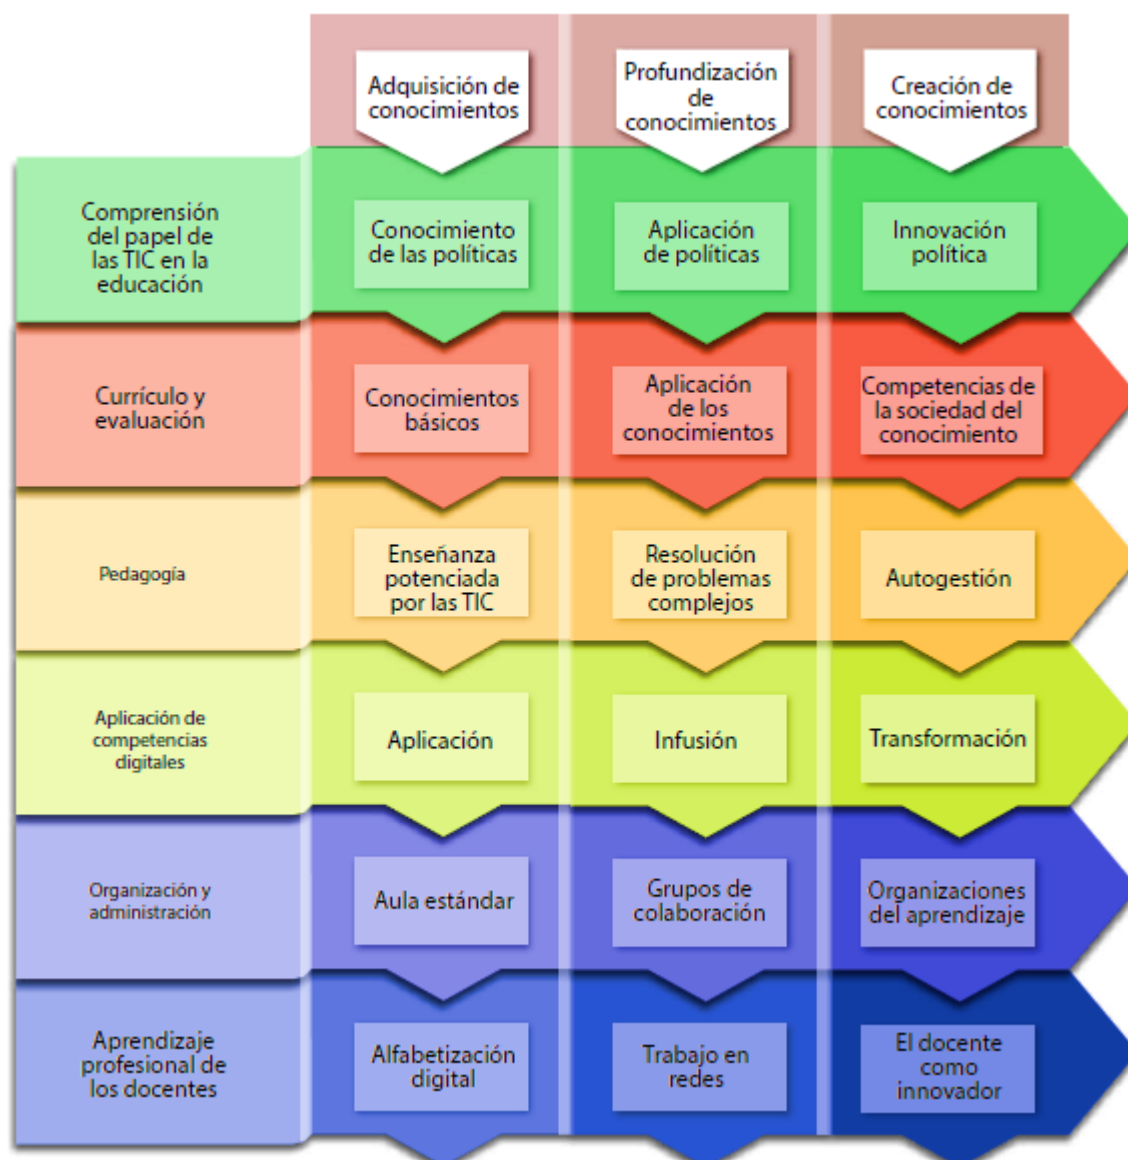 Adquisición de
conocimientos
Profundización
de
conocimientos
Creación de
conocimientos
Comprensión
del papel de
las TIC en la
educación
Conocimiento
de las políticas
Aplicación
de políticas
Innovación
política
Currículo y
evaluación
Conocimientos
básicos
Aplicación
de los
conocimientos
Competencias de
la sociedad del
conocimiento
Pedagogía
Enseñanza
potenciada
por las TIC
Resolución
de problemas
complejos
Autogestión
Aplicación de
competencias
digitales
Aplicación
Infusión
Transformación
Organización y
administración
Aula estándar
Grupos de
colaboración
Organizaciones
del aprendizaje
Aprendizaje
profesional de
los docentes
Alfabetización
digital
Trabajo en
redes
El docente
como
innovador